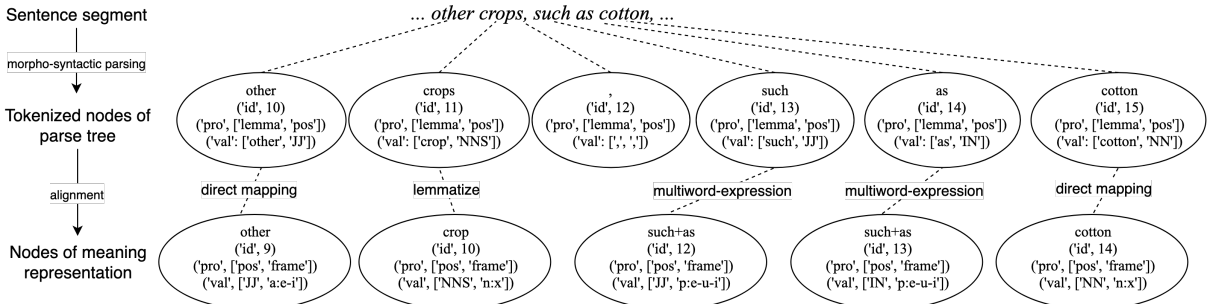 Sentence segment
... other crops, such as cotton, ...
morpho-syntactic parsing
Tokenized nodes of
parse tree
other
('id', 10)
('pro', ['lemma', 'pos'])
('val': ['other', 'JJ'])
crops
('id', 11)
('pro', ['lemma', 'pos'])
('val': ['crop', 'NNS'])
,
('id', 12)
('pro', ['lemma', 'pos'])
('val': [',', ','])
such
('id', 13)
('pro', ['lemma', 'pos'])
('val': ['such', 'JJ'])
as
('id', 14)
('pro', ['lemma', 'pos'])
('val': ['as', 'IN'])
cotton
('id', 15)
('pro', ['lemma', 'pos'])
('val': ['cotton', 'NN'])
alignment
direct mapping
lemmatize
multiword-expression
multiword-expression
direct mapping
Nodes of meaning
representation
other
('id', 9)
('pro', ['pos', 'frame'])
('val', ['JJ', 'a:e-i'])
crop
('id', 10)
('pro', ['pos', 'frame'])
('val', ['NNS', 'n:x'])
such+as
('id', 12)
('pro', ['pos', 'frame'])
('val', ['JJ', 'p:e-u-i'])
such+as
('id', 13)
('pro', ['pos', 'frame'])
('val', ['IN', 'p:e-u-i'])
cotton
('id', 14)
('pro', ['pos', 'frame'])
('val', ['NN', 'n:x'])